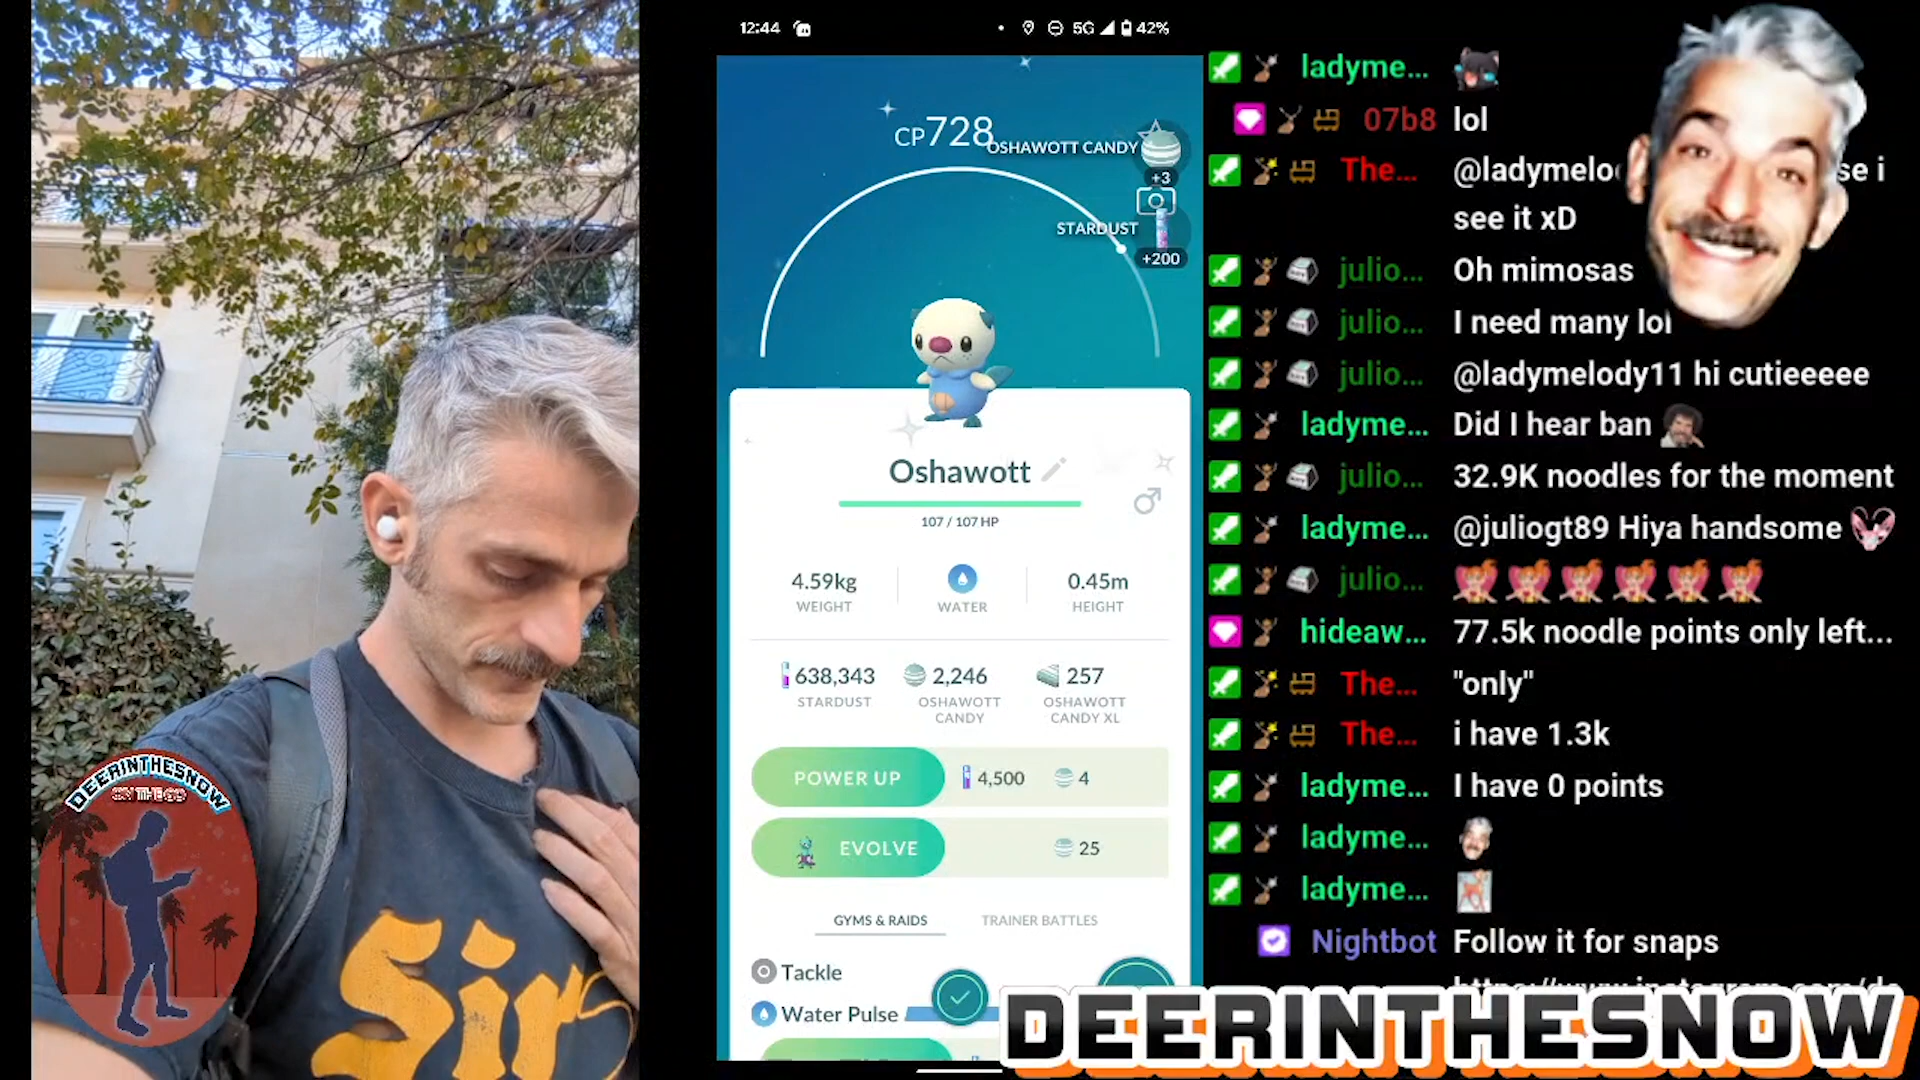 12:44
5G
42%
CP728
OSHAWOTT CANDY
+3
STARDUST
+200
Oshawott
107 / 107 HP
4.59kg
WEIGHT
WATER
0.45m
HEIGHT
638,343
STARDUST
2,246
OSHAWOTT
CANDY
257
OSHAWOTT
CANDY XL
POWER UP
4,500
4
EVOLVE
25
GYMS & RAIDS
TRAINER BATTLES
Tackle
Water Pulse
ladyme...
07b8 lol
The... @ladymelo se i
see it xD
julio... Oh mimosas
julio... I need many lol
julio... @ladymelody11 hi cutieeeee
ladyme... Did I hear ban
julio... 32.9K noodles for the moment
ladyme... @juliogt89 Hiya handsome
julio...
hideaw... 77.5k noodle points only left...
The... "only"
The... i have 1.3k
ladyme... I have 0 points
ladyme...
ladyme...
Nightbot Follow it for snaps
DEERINTHESNOW
DEERINTHESNOW
ON THE GO
Sir